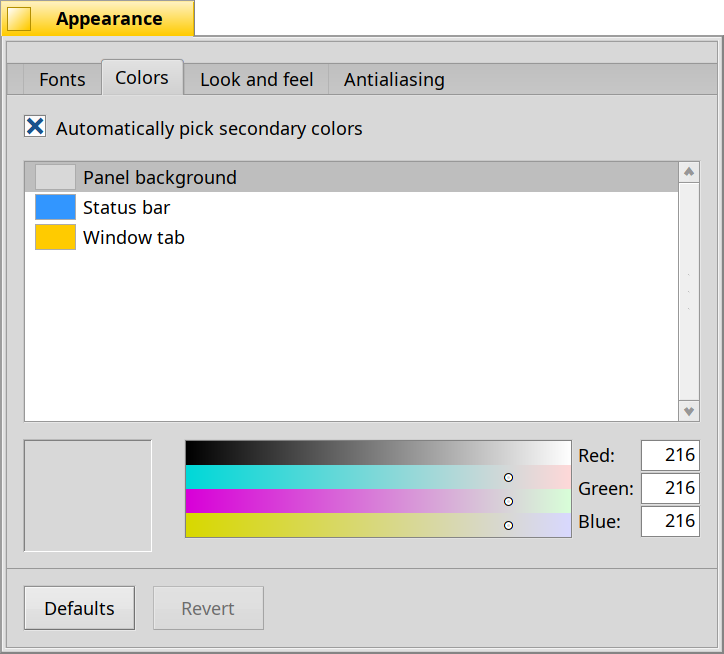 Appearance
Fonts Colors Look and feel Antialiasing
Automatically pick secondary colors
Panel background
Status bar
Window tab
Red: 216
Green: 216
Blue: 216
Defaults Revert